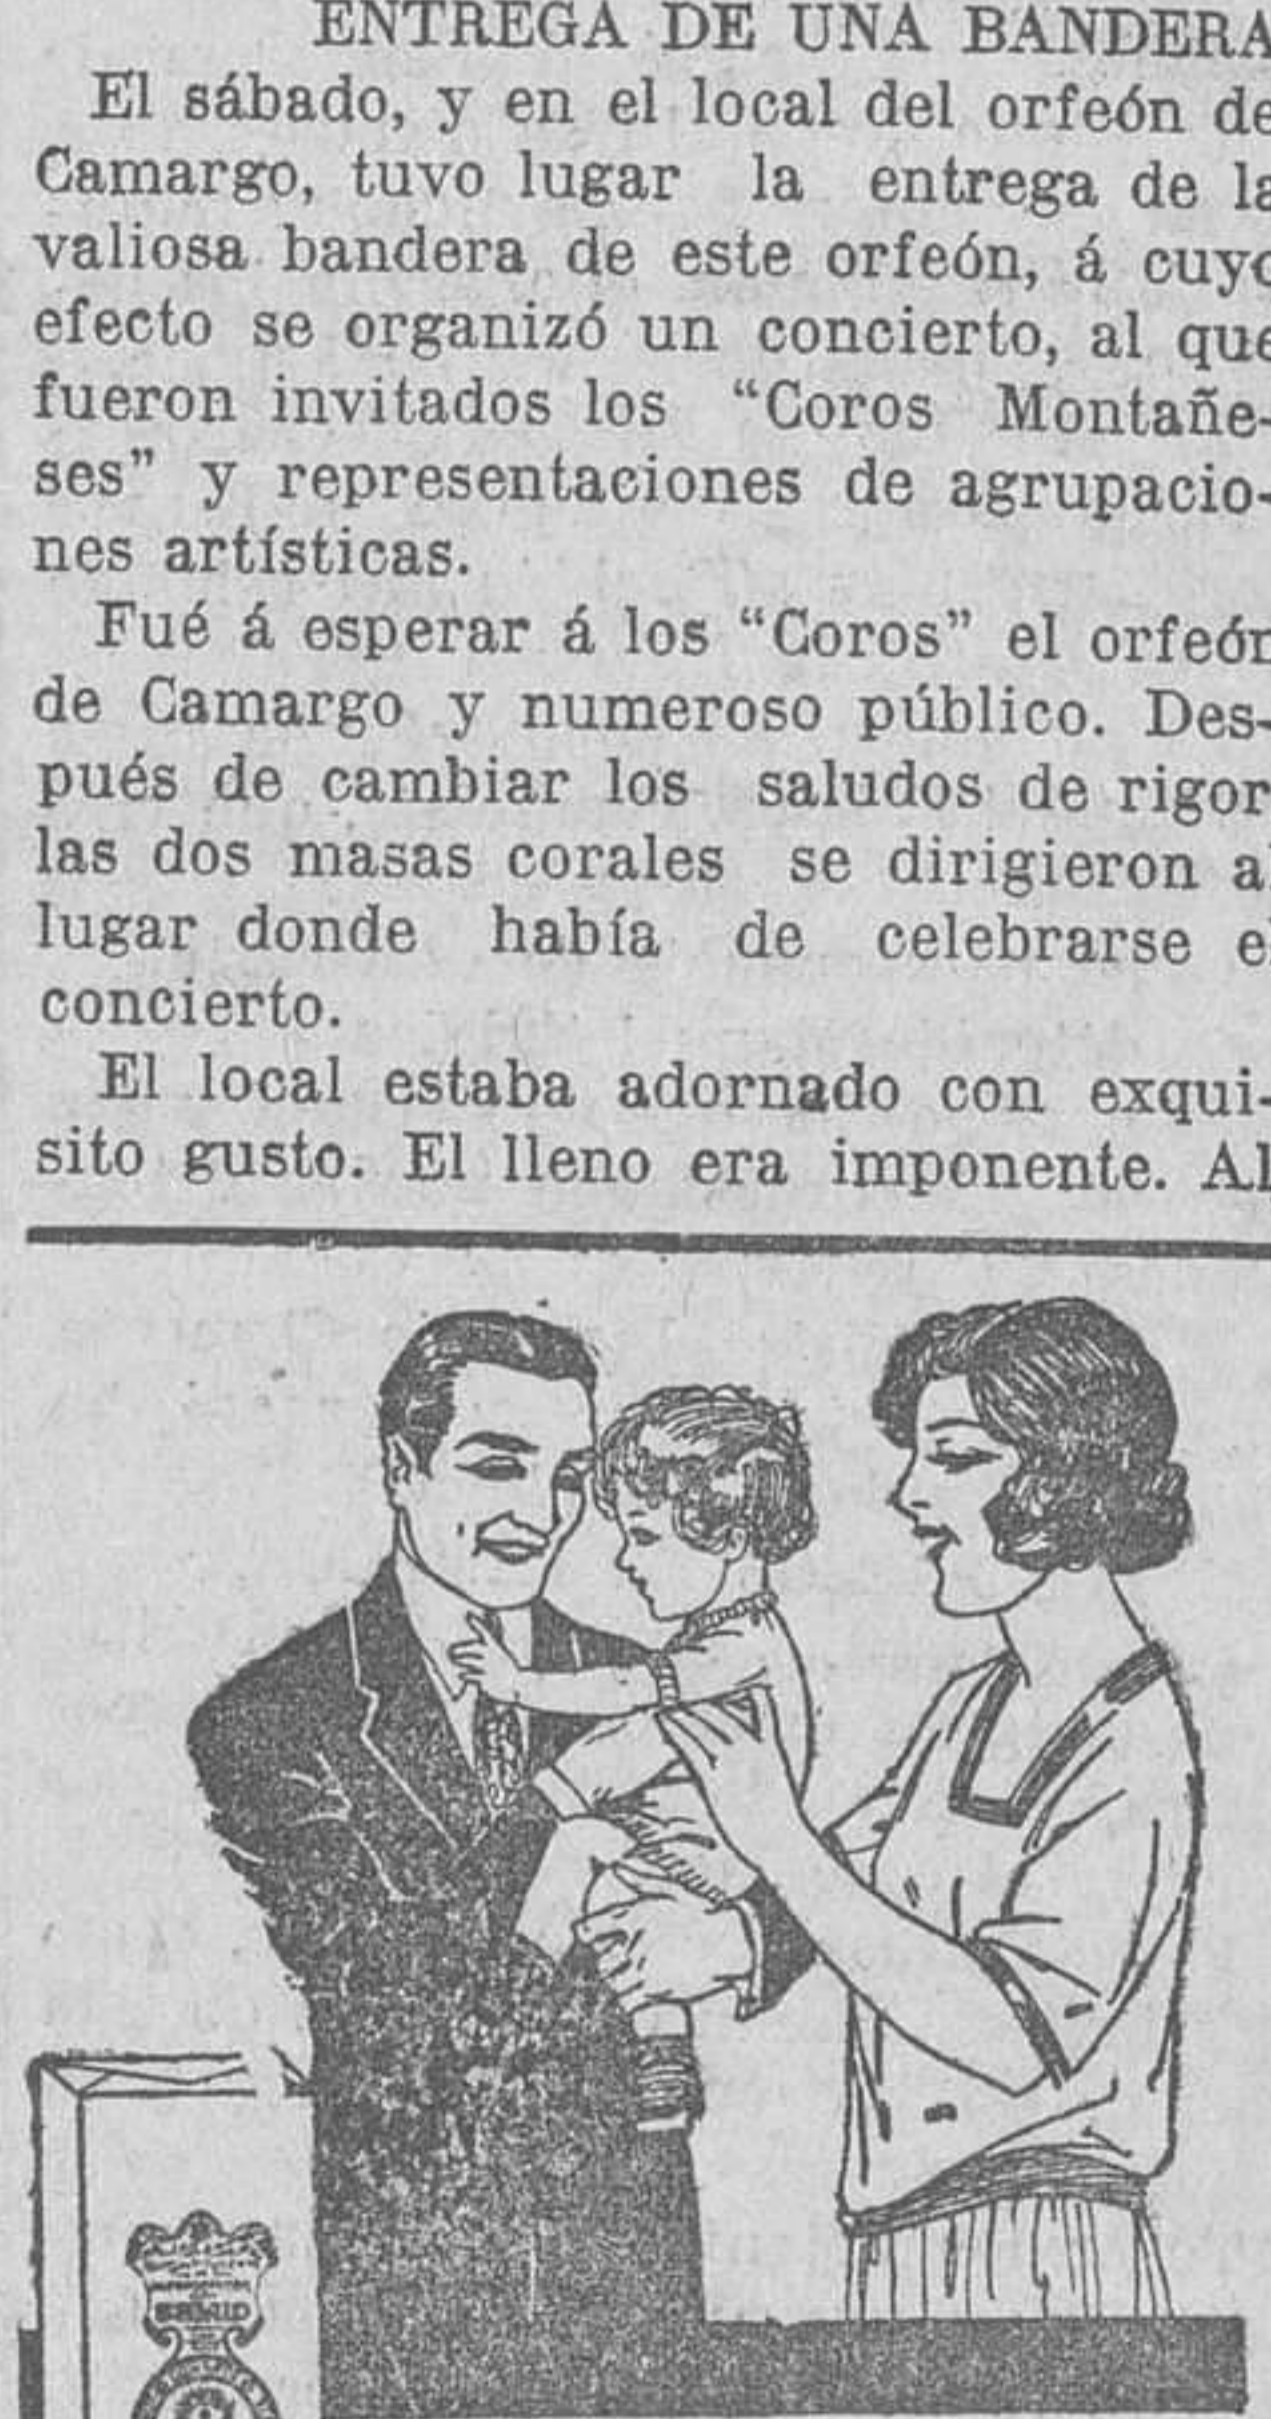 ENTREGA DE UNA BANDERA
El sábado, y en el local del orfeón de
Camargo, tuvo lugar la entrega de la
valiosa bandera de este orfeón, á cuyo
efecto se organizó un concierto, al que
fueron invitados los “Coros Montañe-
ses” y representaciones de agrupacio-
nes artísticas.
Fué á esperar á los “Coros” el orfeón
de Camargo y numeroso público. Des-
pués de cambiar los saludos de rigor
las dos masas corales se dirigieron al
lugar donde había de celebrarse el
concierto.
El local estaba adornado con exqui-
sito gusto. El lleno era imponente. Al